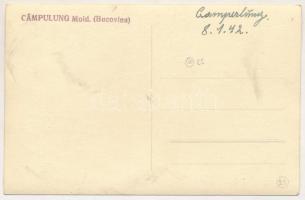 CÂMPULUNG Mold. (Bucovina)
Campulung.
8.1.42.